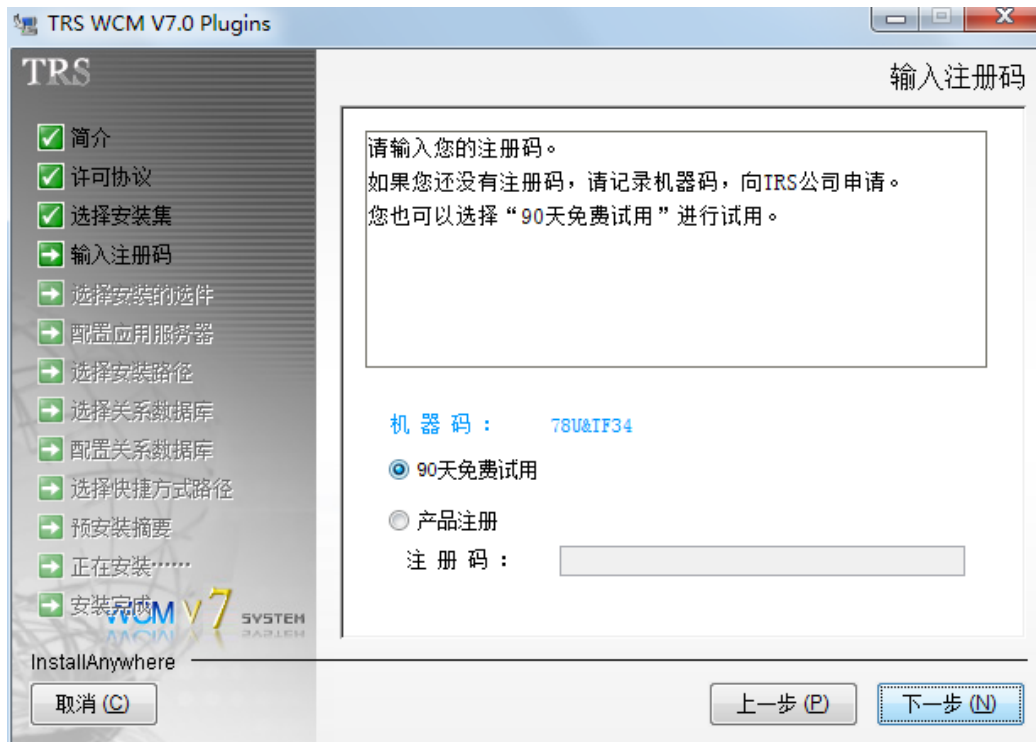 TRS WCM V7.0 Plugins
TRS
输入注册码
简介
许可协议
选择安装集
输入注册码
选择安装的选件
配置应用服务器
选择安装路径
选择关系数据库
配置关系数据库
选择快捷方式路径
预安装摘要
正在安装……
安装完成
WCM V7 SYSTEM
请输入您的注册码。
如果您还没有注册码，请记录机器码，向TRS公司申请。
您也可以选择“90天免费试用”进行试用。
机 器 码： 78U&TF34
90天免费试用
产品注册
注 册 码：
InstallAnywhere
取消(C)
上一步(P)
下一步(N)